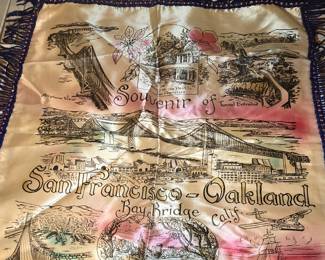 Souvenir of
San Francisco - Oakland
Bay Bridge
Calif.